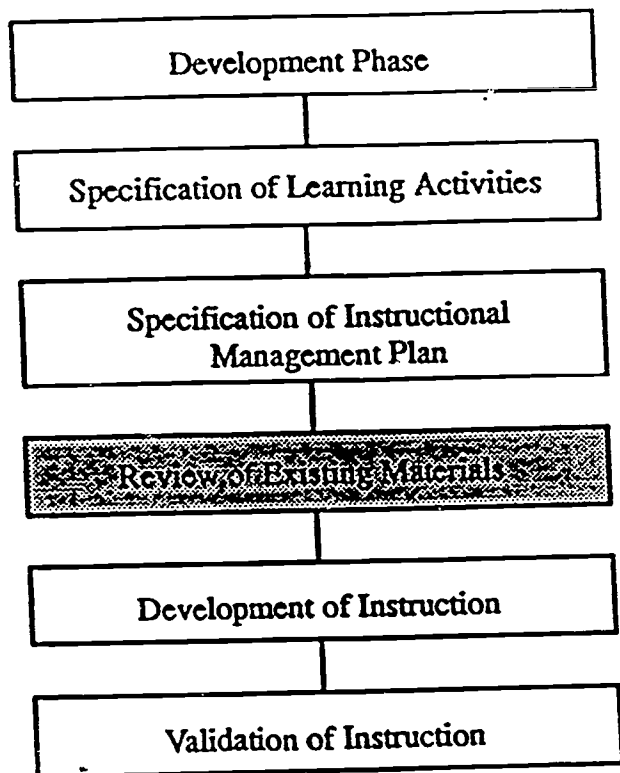 Development Phase
Specification of Learning Activities
Specification of Instructional
Management Plan
Review of Existing Materials
Development of Instruction
Validation of Instruction